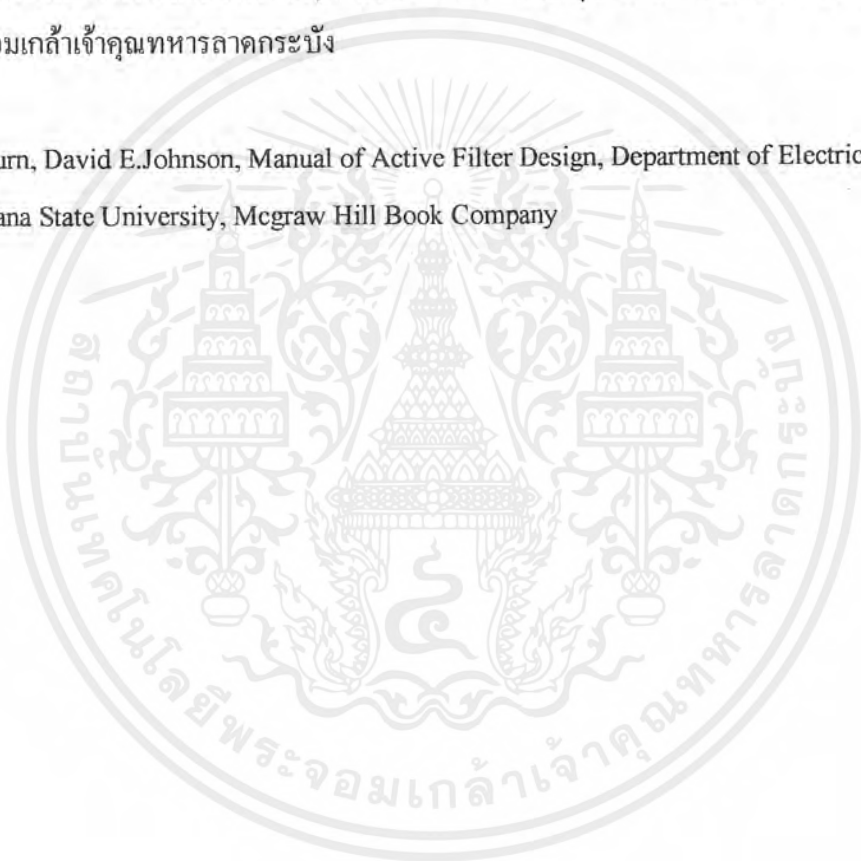 อมเกล้าเจ้าคุณทหารลาดกระบัง
urn, David E.Johnson, Manual of Active Filter Design, Department of Electric
ana State University, Mcgraw Hill Book Company
สถาบันเทคโนโลยีพระจอมเกล้าเจ้าคุณทหารลาดกระบัง